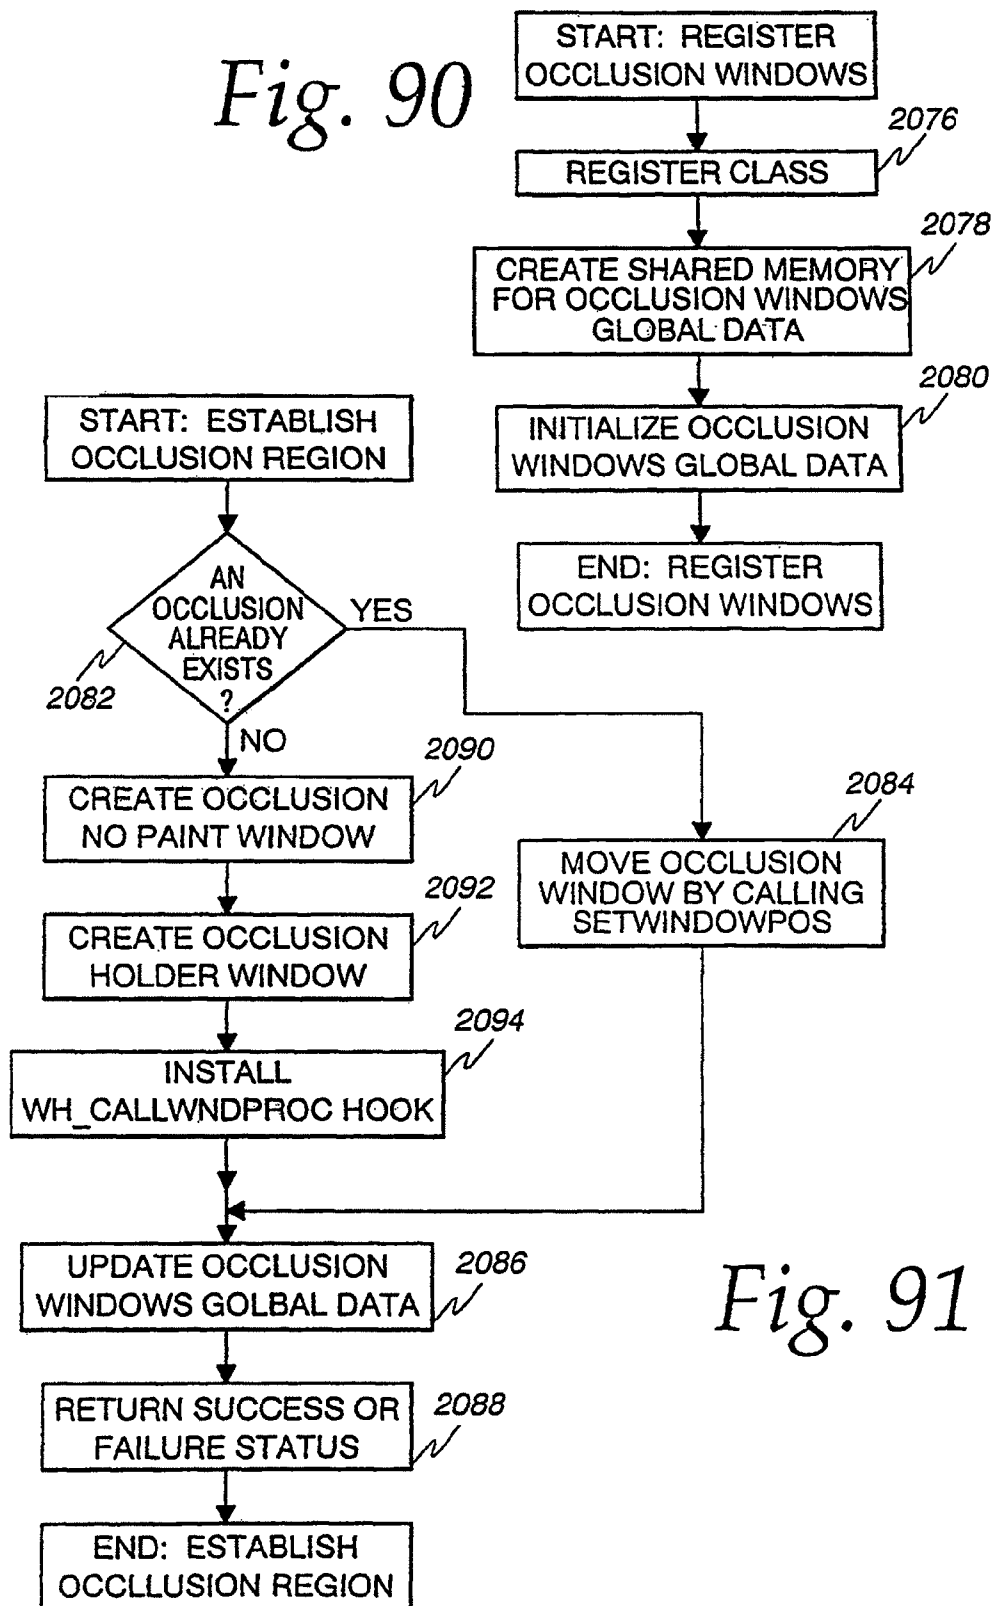 Fig. 90
START: REGISTER
OCCLUSION WINDOWS
2076
REGISTER CLASS
2078
CREATE SHARED MEMORY
FOR OCCLUSION WINDOWS
GLOBAL DATA
2080
INITIALIZE OCCLUSION
WINDOWS GLOBAL DATA
END: REGISTER
OCCLUSION WINDOWS
START: ESTABLISH
OCCLUSION REGION
AN
OCCLUSION
ALREADY
EXISTS
?
2082
YES
NO
2090
CREATE OCCLUSION
NO PAINT WINDOW
2092
CREATE OCCLUSION
HOLDER WINDOW
2094
INSTALL
WH_CALLWNDPROC HOOK
2084
MOVE OCCLUSION
WINDOW BY CALLING
SETWINDOWPOS
UPDATE OCCLUSION
WINDOWS GOLBAL DATA
2086
RETURN SUCCESS OR
FAILURE STATUS
2088
END: ESTABLISH
OCCLLUSION REGION
Fig. 91